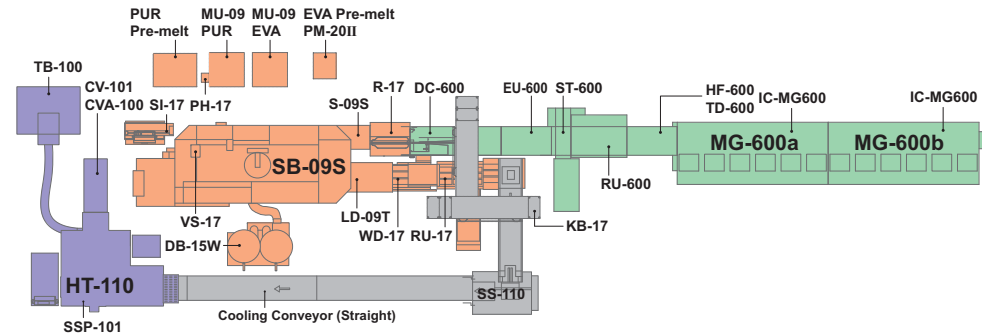 PUR
Pre-melt
MU-09
PUR
MU-09
EVA
EVA Pre-melt
PM-20II
TB-100
CV-101
CVA-100
SI-17
PH-17
S-09S
R-17
DC-600
EU-600
ST-600
HF-600
TD-600
IC-MG600
IC-MG600
MG-600a
MG-600b
SB-09S
RU-600
VS-17
LD-09T
WD-17
RU-17
KB-17
DB-15W
HT-110
SS-110
SSP-101
Cooling Conveyor (Straight)